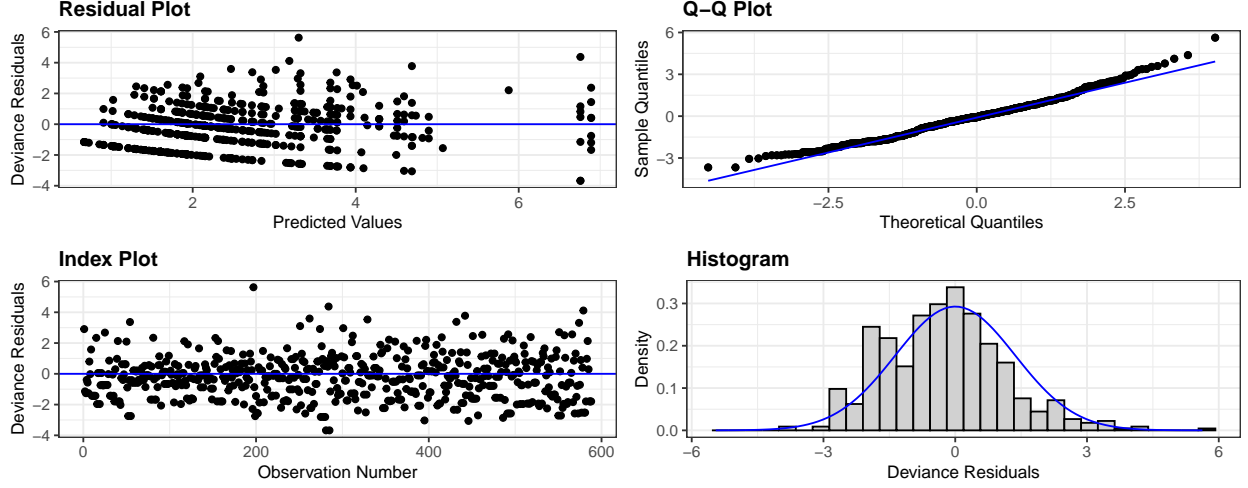 Residual Plot
Deviance Residuals
6
4
2
0
−2
−4
2
4
6
Predicted Values
Q−Q Plot
Sample Quantiles
6
3
0
−3
−2.5
0.0
2.5
Theoretical Quantiles
Index Plot
Deviance Residuals
6
4
2
0
−2
−4
0
200
400
600
Observation Number
Histogram
Density
0.3
0.2
0.1
0.0
−6
−3
0
3
6
Deviance Residuals